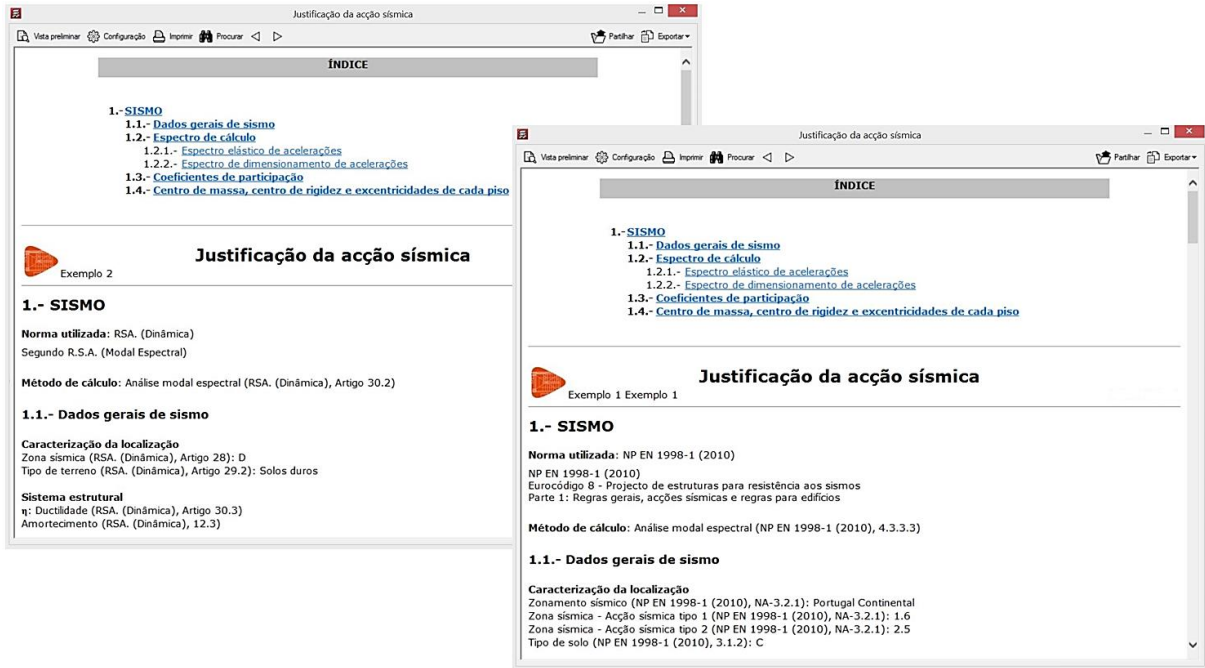 Justificação da acção sísmica
Vista preliminar Configuração Imprimir Procurar Partilhar Exportar
ÍNDICE
1.- SISMO
1.1.- Dados gerais de sismo
1.2.- Espectro de cálculo
1.2.1.- Espectro elástico de acelerações
1.2.2.- Espectro de dimensionamento de acelerações
1.3.- Coeficientes de participação
1.4.- Centro de massa, centro de rigidez e excentricidades de cada piso
Justificação da acção sísmica
Exemplo 2
1.- SISMO
Norma utilizada: RSA. (Dinâmica)
Segundo R.S.A. (Modal Espectral)
Método de cálculo: Análise modal espectral (RSA. (Dinâmica), Artigo 30.2)
1.1.- Dados gerais de sismo
Caracterização da localização
Zona sísmica (RSA. (Dinâmica), Artigo 28): D
Tipo de terreno (RSA. (Dinâmica), Artigo 29.2): Solos duros
Sistema estrutural
η: Ductilidade (RSA. (Dinâmica), Artigo 30.3)
Amortecimento (RSA. (Dinâmica), 12.3)
Justificação da acção sísmica
Vista preliminar Configuração Imprimir Procurar Partilhar Exportar
ÍNDICE
1.- SISMO
1.1.- Dados gerais de sismo
1.2.- Espectro de cálculo
1.2.1.- Espectro elástico de acelerações
1.2.2.- Espectro de dimensionamento de acelerações
1.3.- Coeficientes de participação
1.4.- Centro de massa, centro de rigidez e excentricidades de cada piso
Justificação da acção sísmica
Exemplo 1 Exemplo 1
1.- SISMO
Norma utilizada: NP EN 1998-1 (2010)
NP EN 1998-1 (2010)
Eurocódigo 8 - Projecto de estruturas para resistência aos sismos
Parte 1: Regras gerais, acções sísmicas e regras para edifícios
Método de cálculo: Análise modal espectral (NP EN 1998-1 (2010), 4.3.3.3)
1.1.- Dados gerais de sismo
Caracterização da localização
Zonamento sísmico (NP EN 1998-1 (2010), NA-3.2.1): Portugal Continental
Zona sísmica - Acção sísmica tipo 1 (NP EN 1998-1 (2010), NA-3.2.1): 1.6
Zona sísmica - Acção sísmica tipo 2 (NP EN 1998-1 (2010), NA-3.2.1): 2.5
Tipo de solo (NP EN 1998-1 (2010), 3.1.2): C